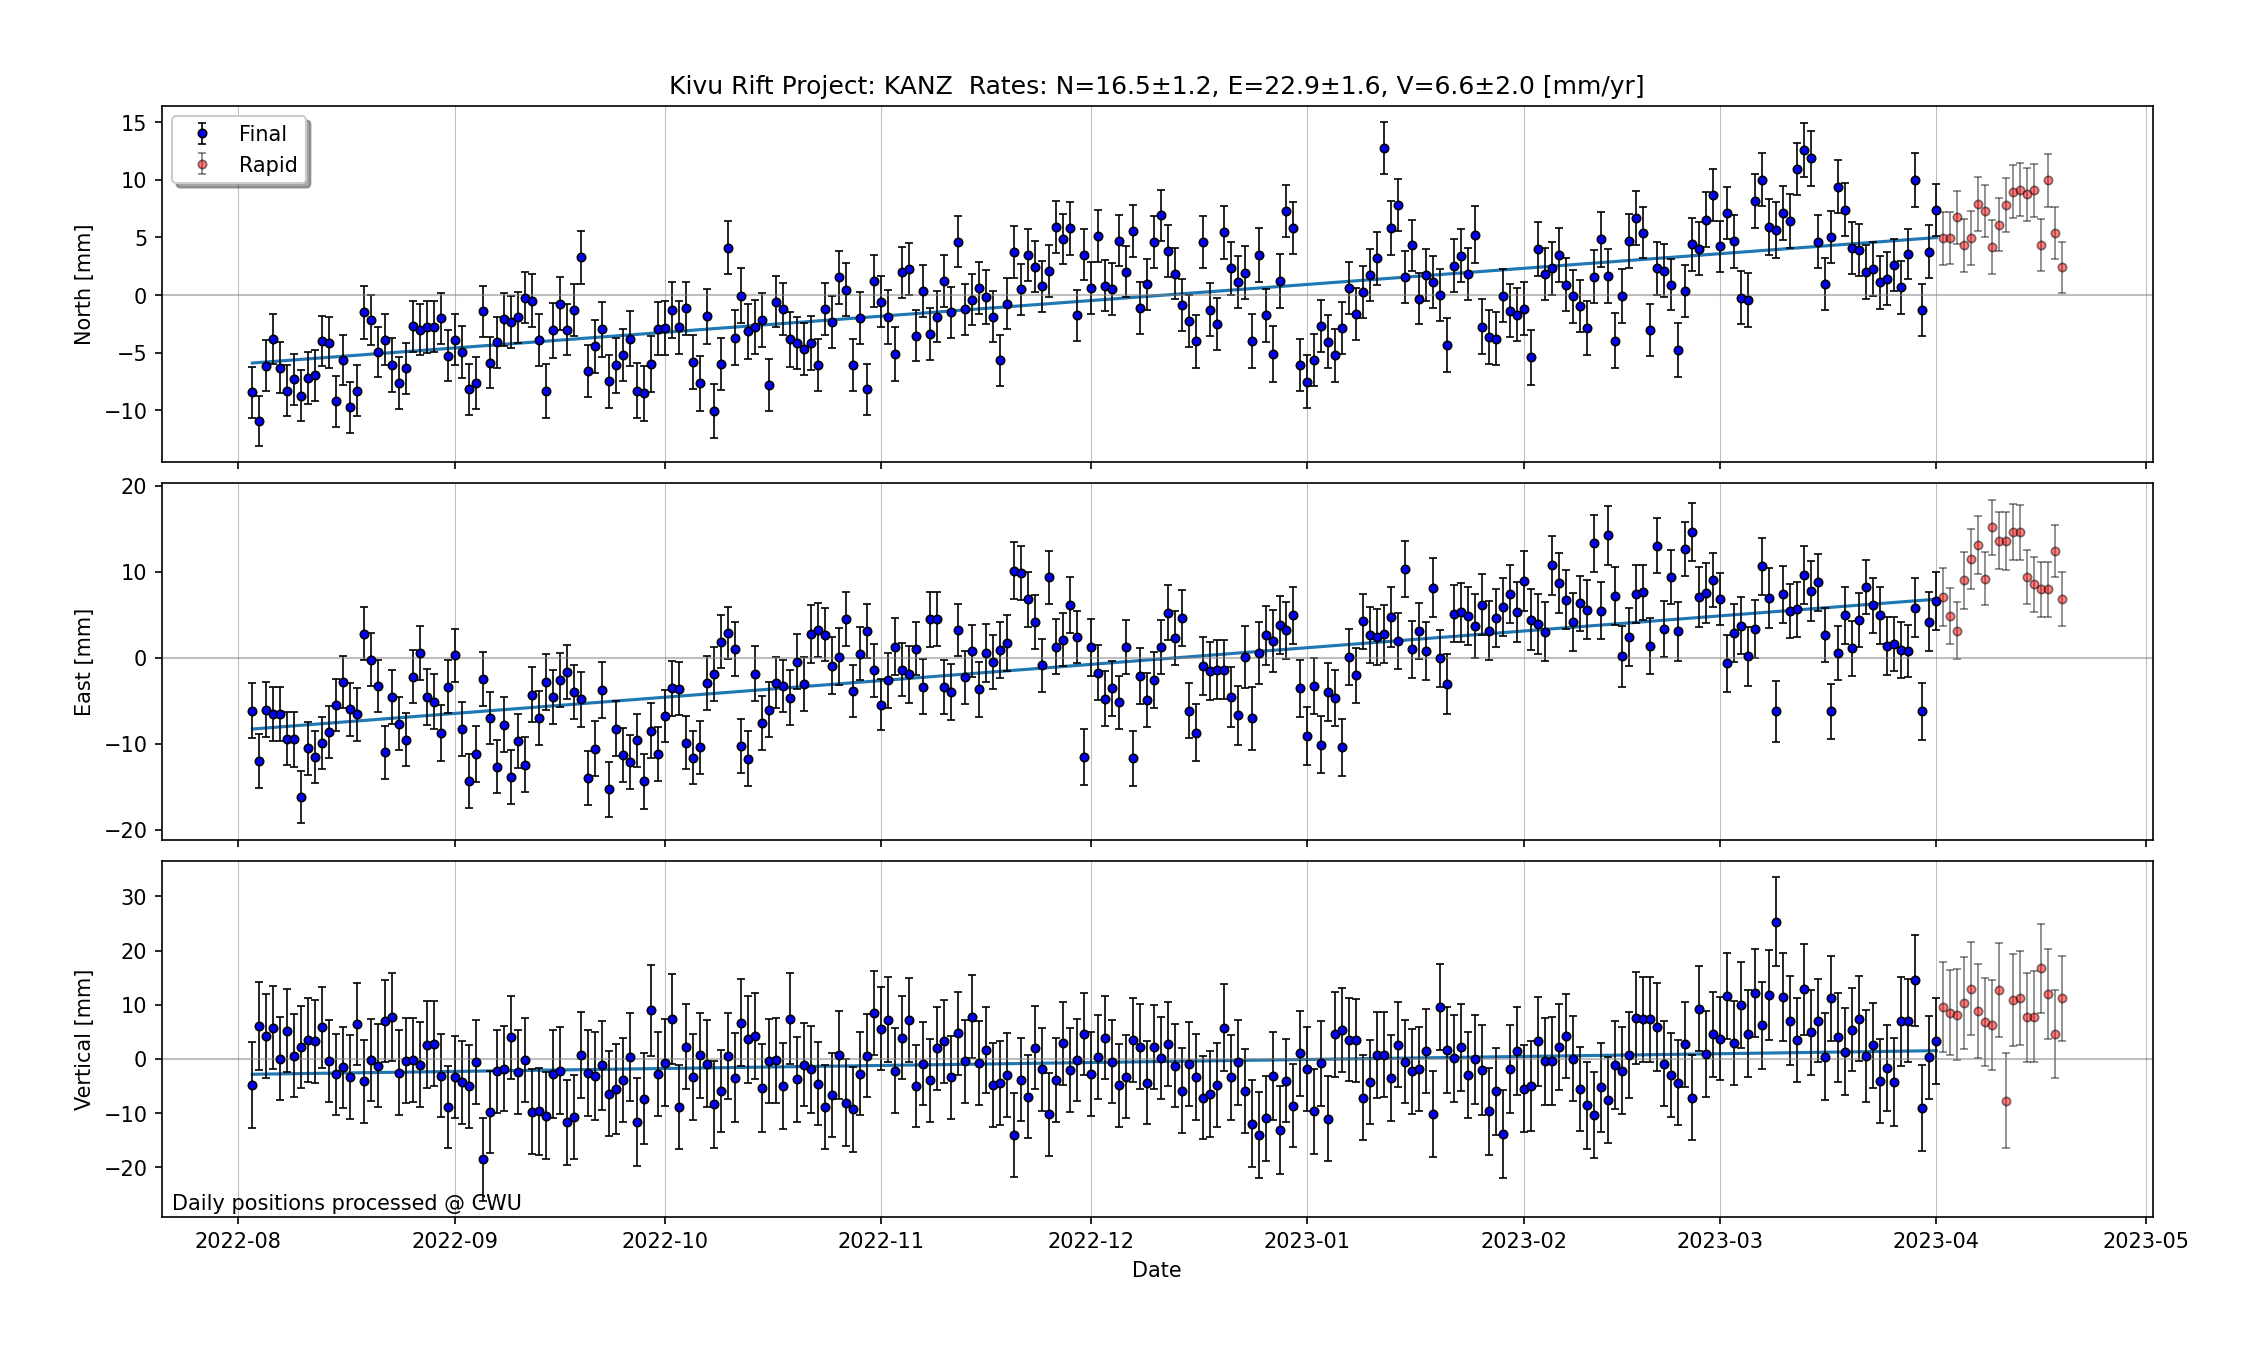 Kivu Rift Project: KANZ  Rates: N=16.5±1.2, E=22.9±1.6, V=6.6±2.0 [mm/yr]
Final
Rapid
North [mm]
15
10
5
0
−5
−10
East [mm]
20
10
0
−10
−20
Vertical [mm]
30
20
10
0
−10
−20
Daily positions processed @ CWU
2022-08 2022-09 2022-10 2022-11 2022-12 2023-01 2023-02 2023-03 2023-04 2023-05
Date